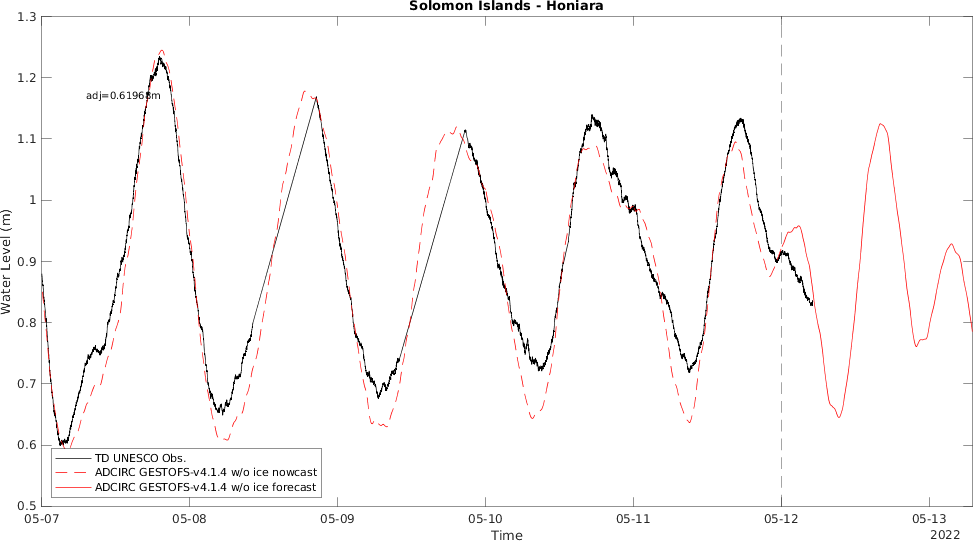 Solomon Islands - Honiara
1.3
1.2
adj=0.61968m
1.1
1
Water Level (m)
0.9
0.8
0.7
0.6
0.5
TD UNESCO Obs.
ADCIRC GESTOFS-v4.1.4 w/o ice nowcast
ADCIRC GESTOFS-v4.1.4 w/o ice forecast
05-07 05-08 05-09 05-10 05-11 05-12 05-13
Time
2022